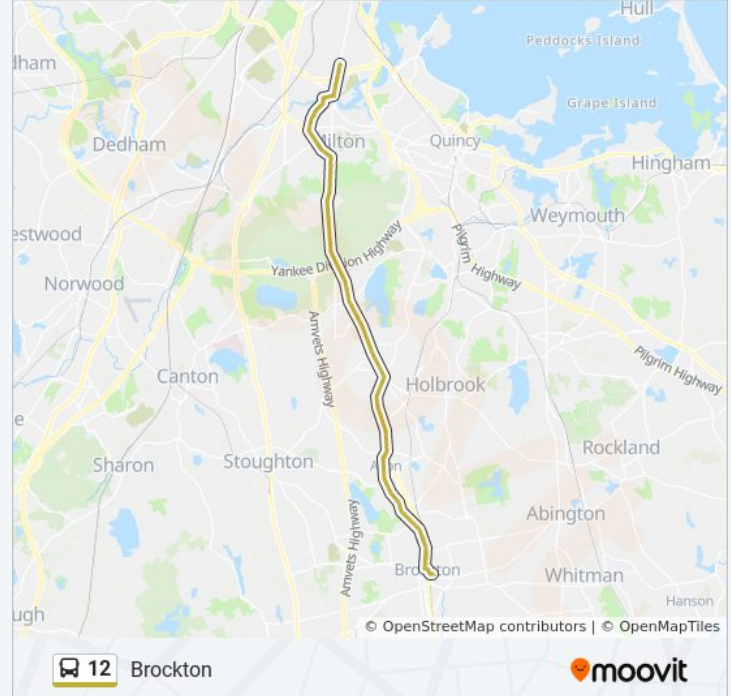 Hull
Peddocks Island
Grape Island
ham
Dedham
Milton
Quincy
Hingham
estwood
Weymouth
Yankee Division Highway
Pilgrim Highway
Norwood
Amvets Highway
Canton
Holbrook
Pilgrim Highway
e
Rockland
Sharon
Stoughton
Avon
Abington
Amvets Highway
Brockton
Whitman
Hanson
ugh
© OpenStreetMap contributors | © OpenMapTiles
12 Brockton
moovit